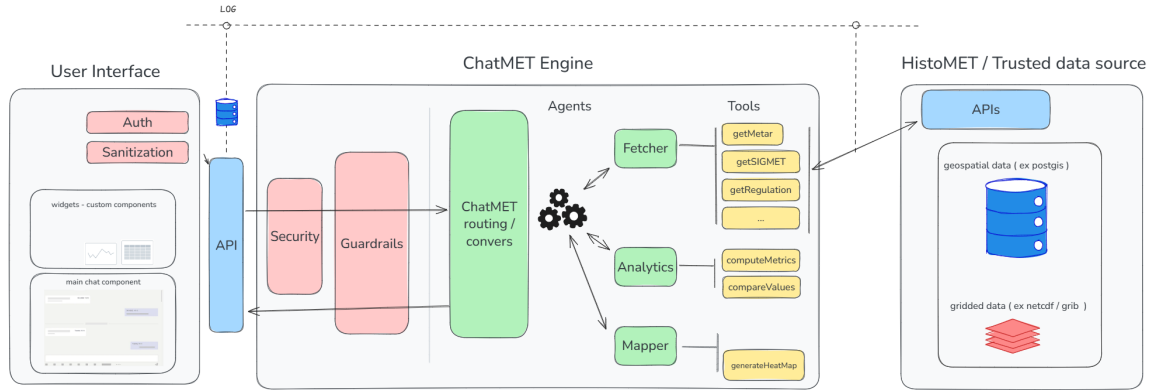 LOG
User Interface
ChatMET Engine
HistoMET / Trusted data source
Auth
Sanitization
widgets - custom components
main chat component
API
Security
Guardrails
ChatMET
routing /
convers
Agents
Fetcher
Analytics
Mapper
Tools
getMetar
getSIGMET
getRegulation
...
computeMetrics
compareValues
generateHeatMap
APIs
geospatial data ( ex postgis )
gridded data ( ex netcdf / grib )